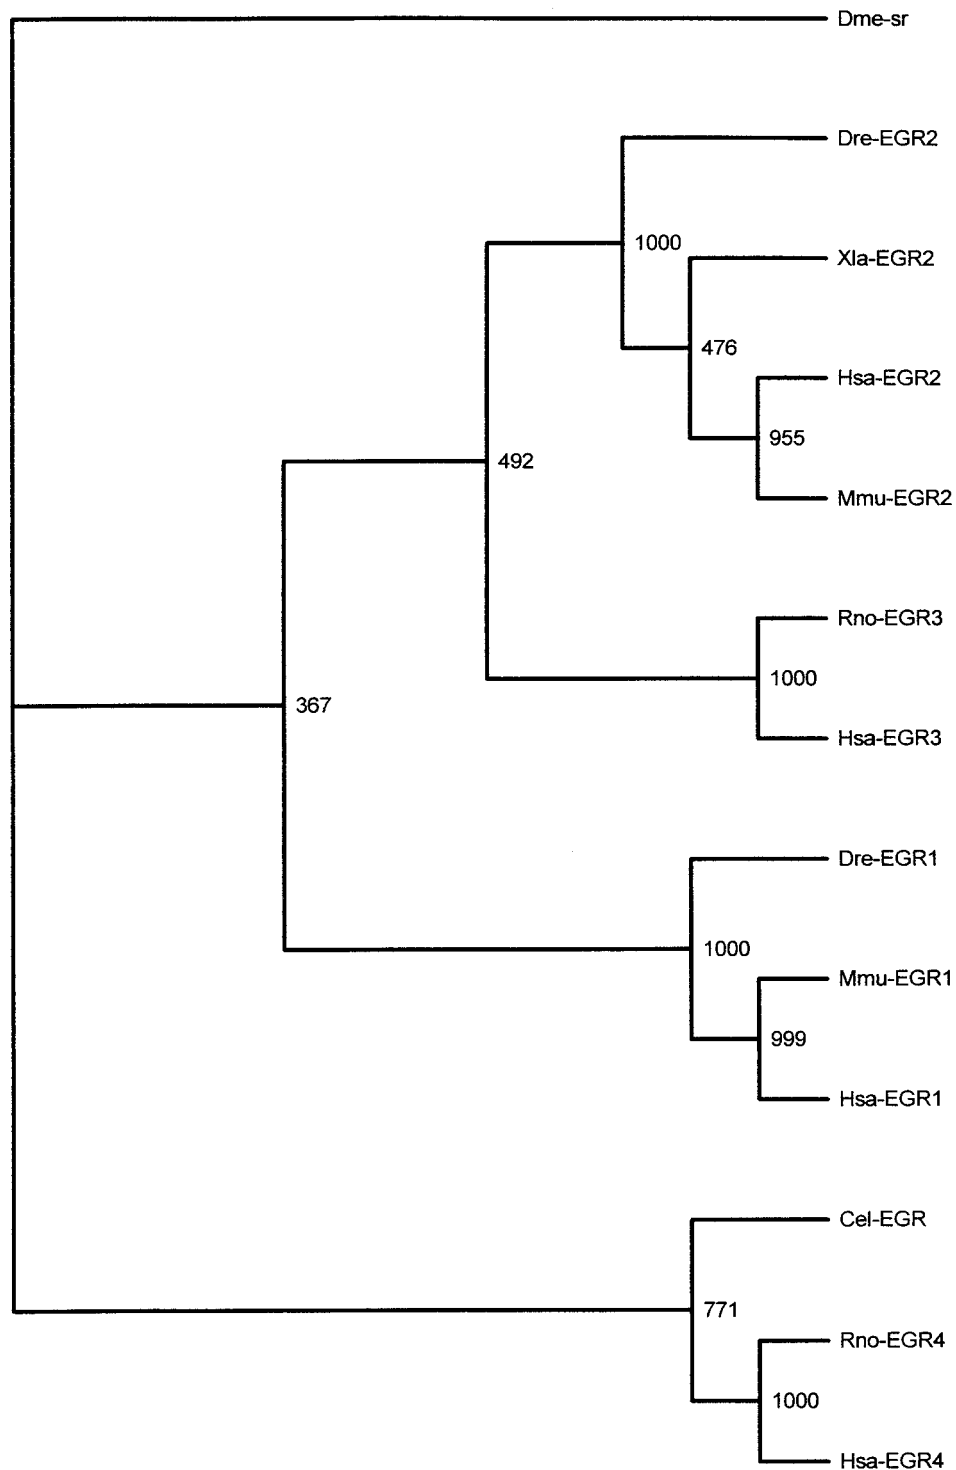 Dme-sr
Dre-EGR2
1000
Xla-EGR2
476
Hsa-EGR2
955
492
Mmu-EGR2
Rno-EGR3
1000
367
Hsa-EGR3
Dre-EGR1
1000
Mmu-EGR1
999
Hsa-EGR1
Cel-EGR
771
Rno-EGR4
1000
Hsa-EGR4